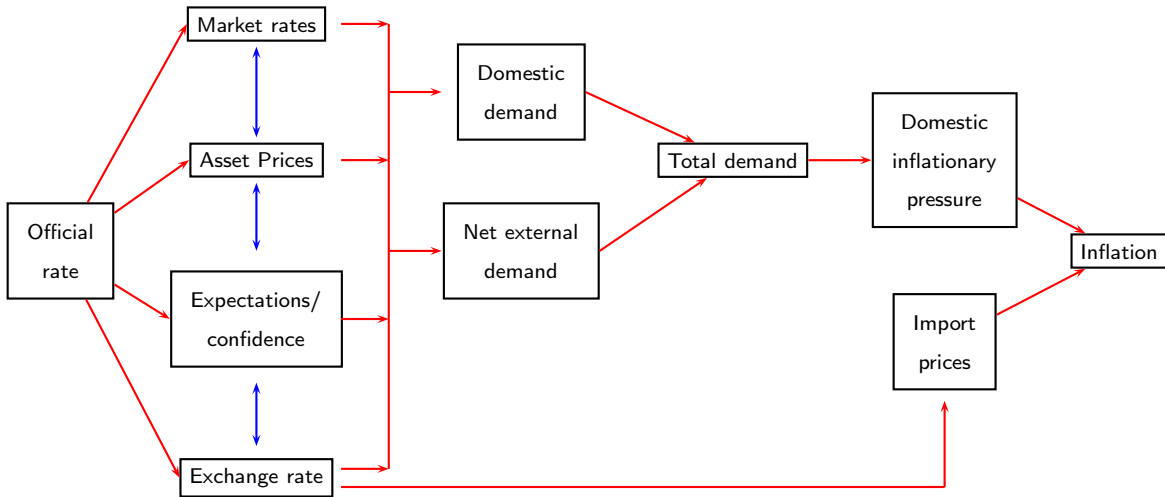 Market rates
Asset Prices
Official
rate
Expectations/
confidence
Exchange rate
Domestic
demand
Net external
demand
Total demand
Domestic
inflationary
pressure
Import
prices
Inflation